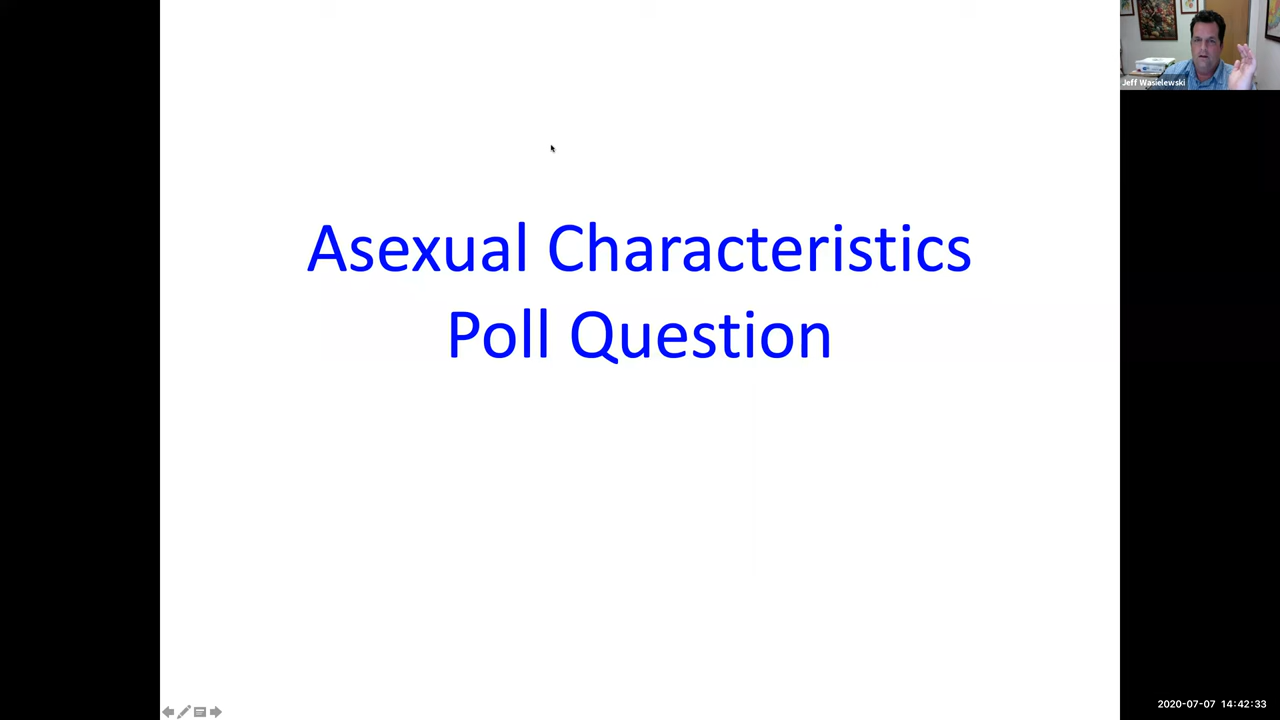 Jeff Wasielewski
Asexual Characteristics
Poll Question
2020-07-07 14:42:33